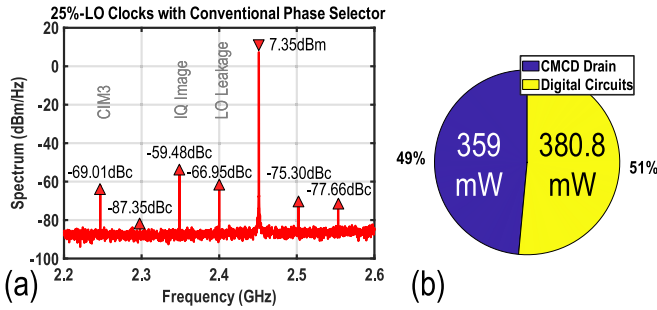 25%-LO Clocks with Conventional Phase Selector
Spectrum (dBm/Hz)
20
0
-20
-40
-60
-80
-100
CIM3
IQ Image
LO Leakage
7.35dBm
-69.01dBc
-87.35dBc
-59.48dBc
-66.95dBc
-75.30dBc
-77.66dBc
2.2
2.3
2.4
2.5
2.6
Frequency (GHz)
(a)
CMCD Drain
Digital Circuits
49%
359
mW
380.8
mW
51%
(b)